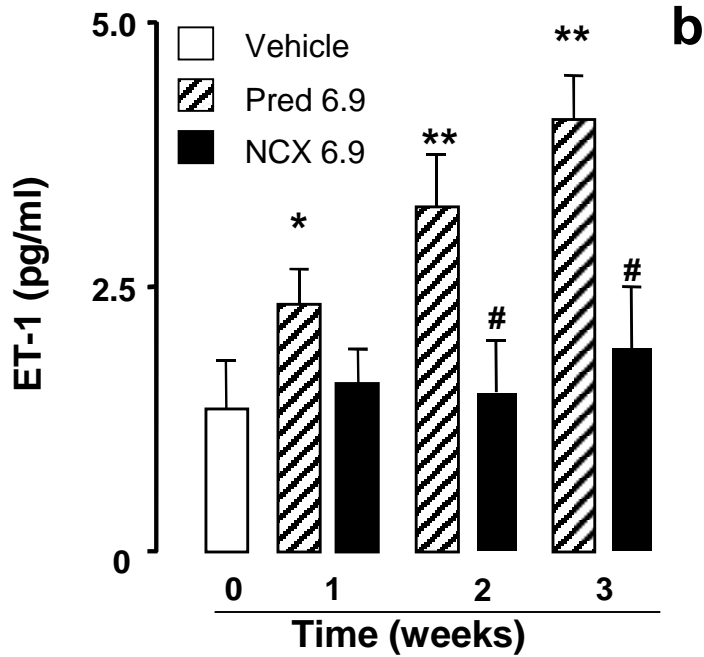 b
5.0
Vehicle
Pred 6.9
NCX 6.9
**
**
*
#
#
2.5
0
ET-1 (pg/ml)
0 1 2 3
Time (weeks)